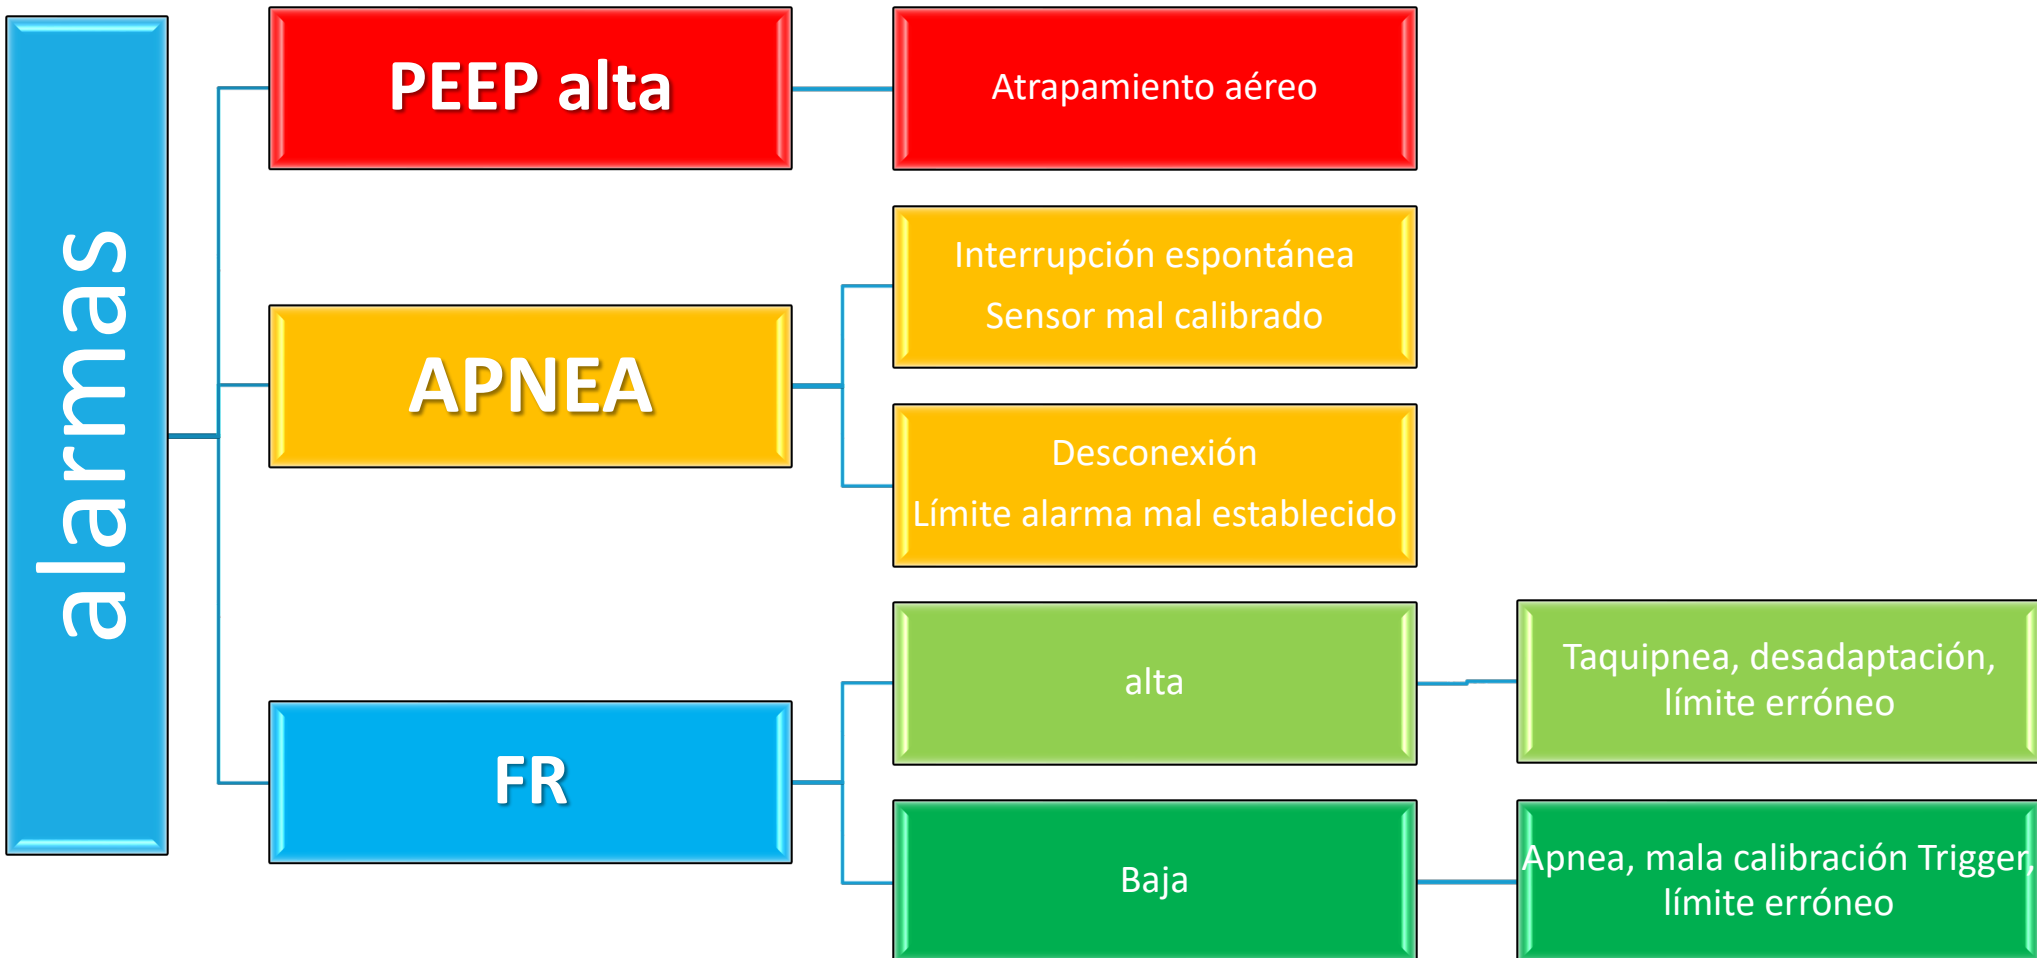 alarmas
PEEP alta
Atrapamiento aéreo
APNEA
Interrupción espontánea
Sensor mal calibrado
Desconexión
Límite alarma mal establecido
FR
alta
Taquipnea, desadaptación,
límite erróneo
Baja
Apnea, mala calibración Trigger,
límite erróneo